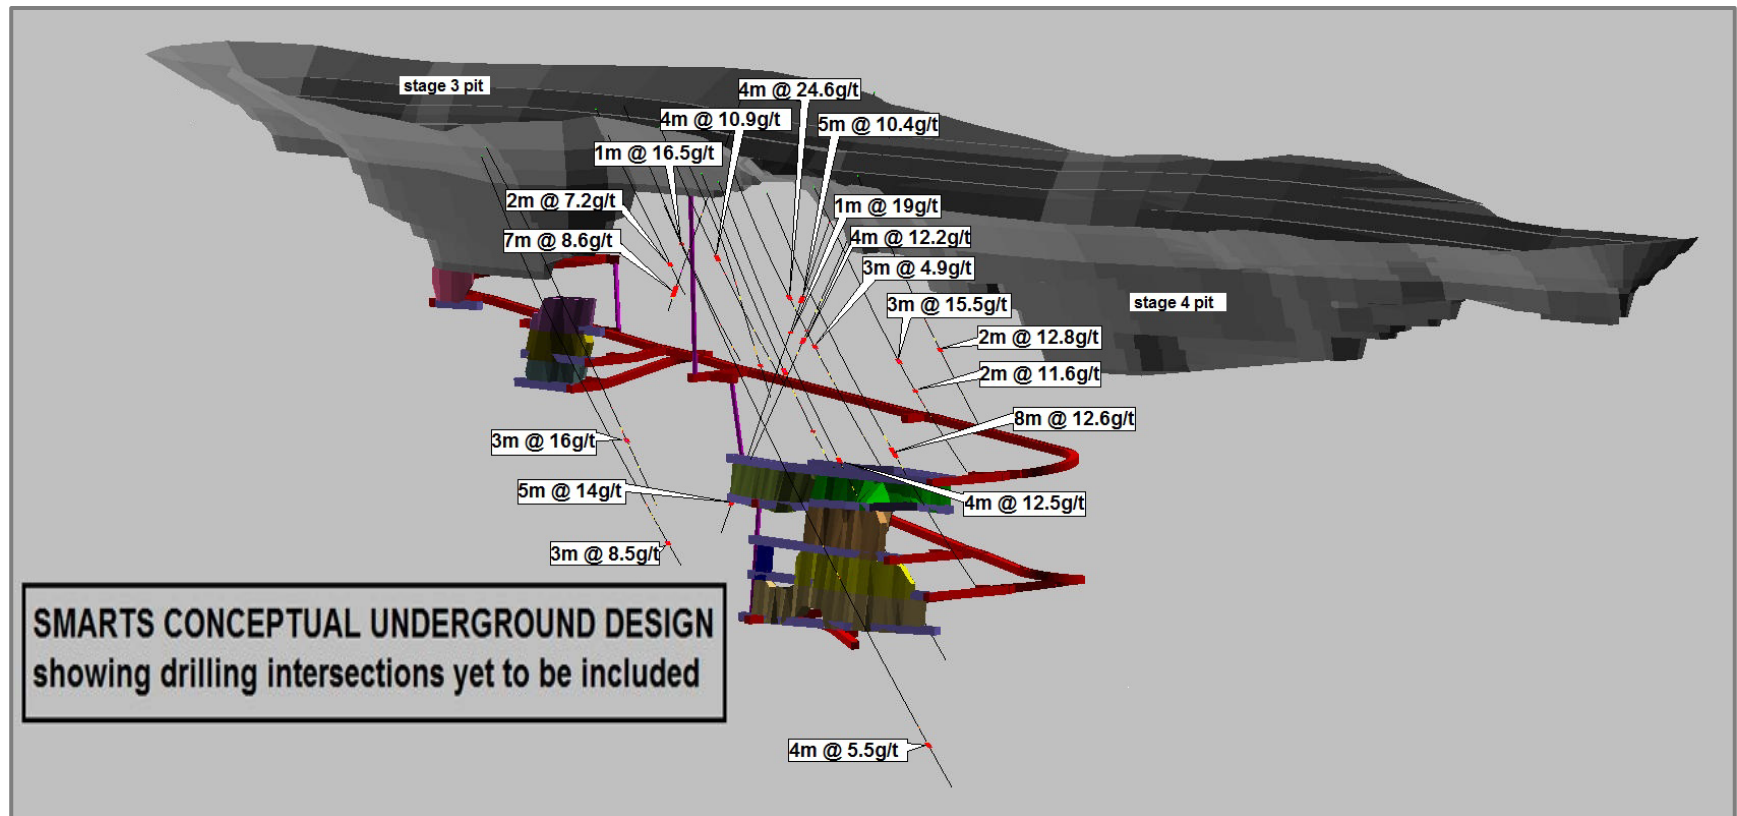 stage 3 pit
4m @ 24.6g/t
4m @ 10.9g/t
5m @ 10.4g/t
1m @ 16.5g/t
2m @ 7.2g/t
1m @ 19g/t
7m @ 8.6g/t
4m @ 12.2g/t
3m @ 4.9g/t
3m @ 15.5g/t
stage 4 pit
2m @ 12.8g/t
2m @ 11.6g/t
8m @ 12.6g/t
3m @ 16g/t
5m @ 14g/t
4m @ 12.5g/t
3m @ 8.5g/t
SMARTS CONCEPTUAL UNDERGROUND DESIGN
showing drilling intersections yet to be included
4m @ 5.5g/t